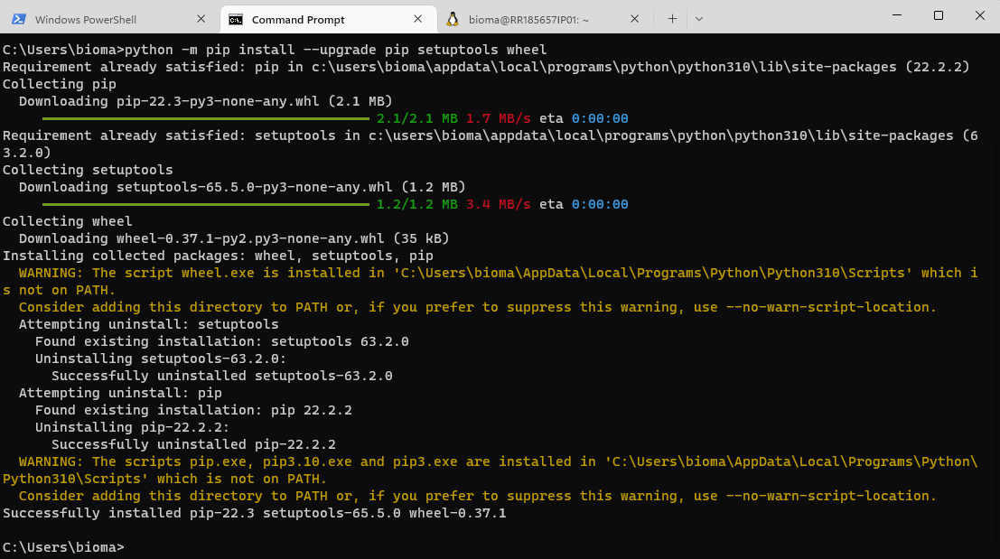 Windows PowerShell
Command Prompt
bioma@RR185657IP01: ~
C:\Users\bioma>python -m pip install --upgrade pip setuptools wheel
Requirement already satisfied: pip in c:\users\bioma\appdata\local\programs\python\python310\lib\site-packages (22.2.2)
Collecting pip
  Downloading pip-22.3-py3-none-any.whl (2.1 MB)
2.1/2.1 MB 1.7 MB/s eta 0:00:00
Requirement already satisfied: setuptools in c:\users\bioma\appdata\local\programs\python\python310\lib\site-packages (6
3.2.0)
Collecting setuptools
  Downloading setuptools-65.5.0-py3-none-any.whl (1.2 MB)
1.2/1.2 MB 3.4 MB/s eta 0:00:00
Collecting wheel
  Downloading wheel-0.37.1-py2.py3-none-any.whl (35 kB)
Installing collected packages: wheel, setuptools, pip
  WARNING: The script wheel.exe is installed in 'C:\Users\bioma\AppData\Local\Programs\Python\Python310\Scripts' which i
s not on PATH.
  Consider adding this directory to PATH or, if you prefer to suppress this warning, use --no-warn-script-location.
  Attempting uninstall: setuptools
    Found existing installation: setuptools 63.2.0
    Uninstalling setuptools-63.2.0:
      Successfully uninstalled setuptools-63.2.0
  Attempting uninstall: pip
    Found existing installation: pip 22.2.2
    Uninstalling pip-22.2.2:
      Successfully uninstalled pip-22.2.2
  WARNING: The scripts pip.exe, pip3.10.exe and pip3.exe are installed in 'C:\Users\bioma\AppData\Local\Programs\Python\
Python310\Scripts' which is not on PATH.
  Consider adding this directory to PATH or, if you prefer to suppress this warning, use --no-warn-script-location.
Successfully installed pip-22.3 setuptools-65.5.0 wheel-0.37.1
C:\Users\bioma>